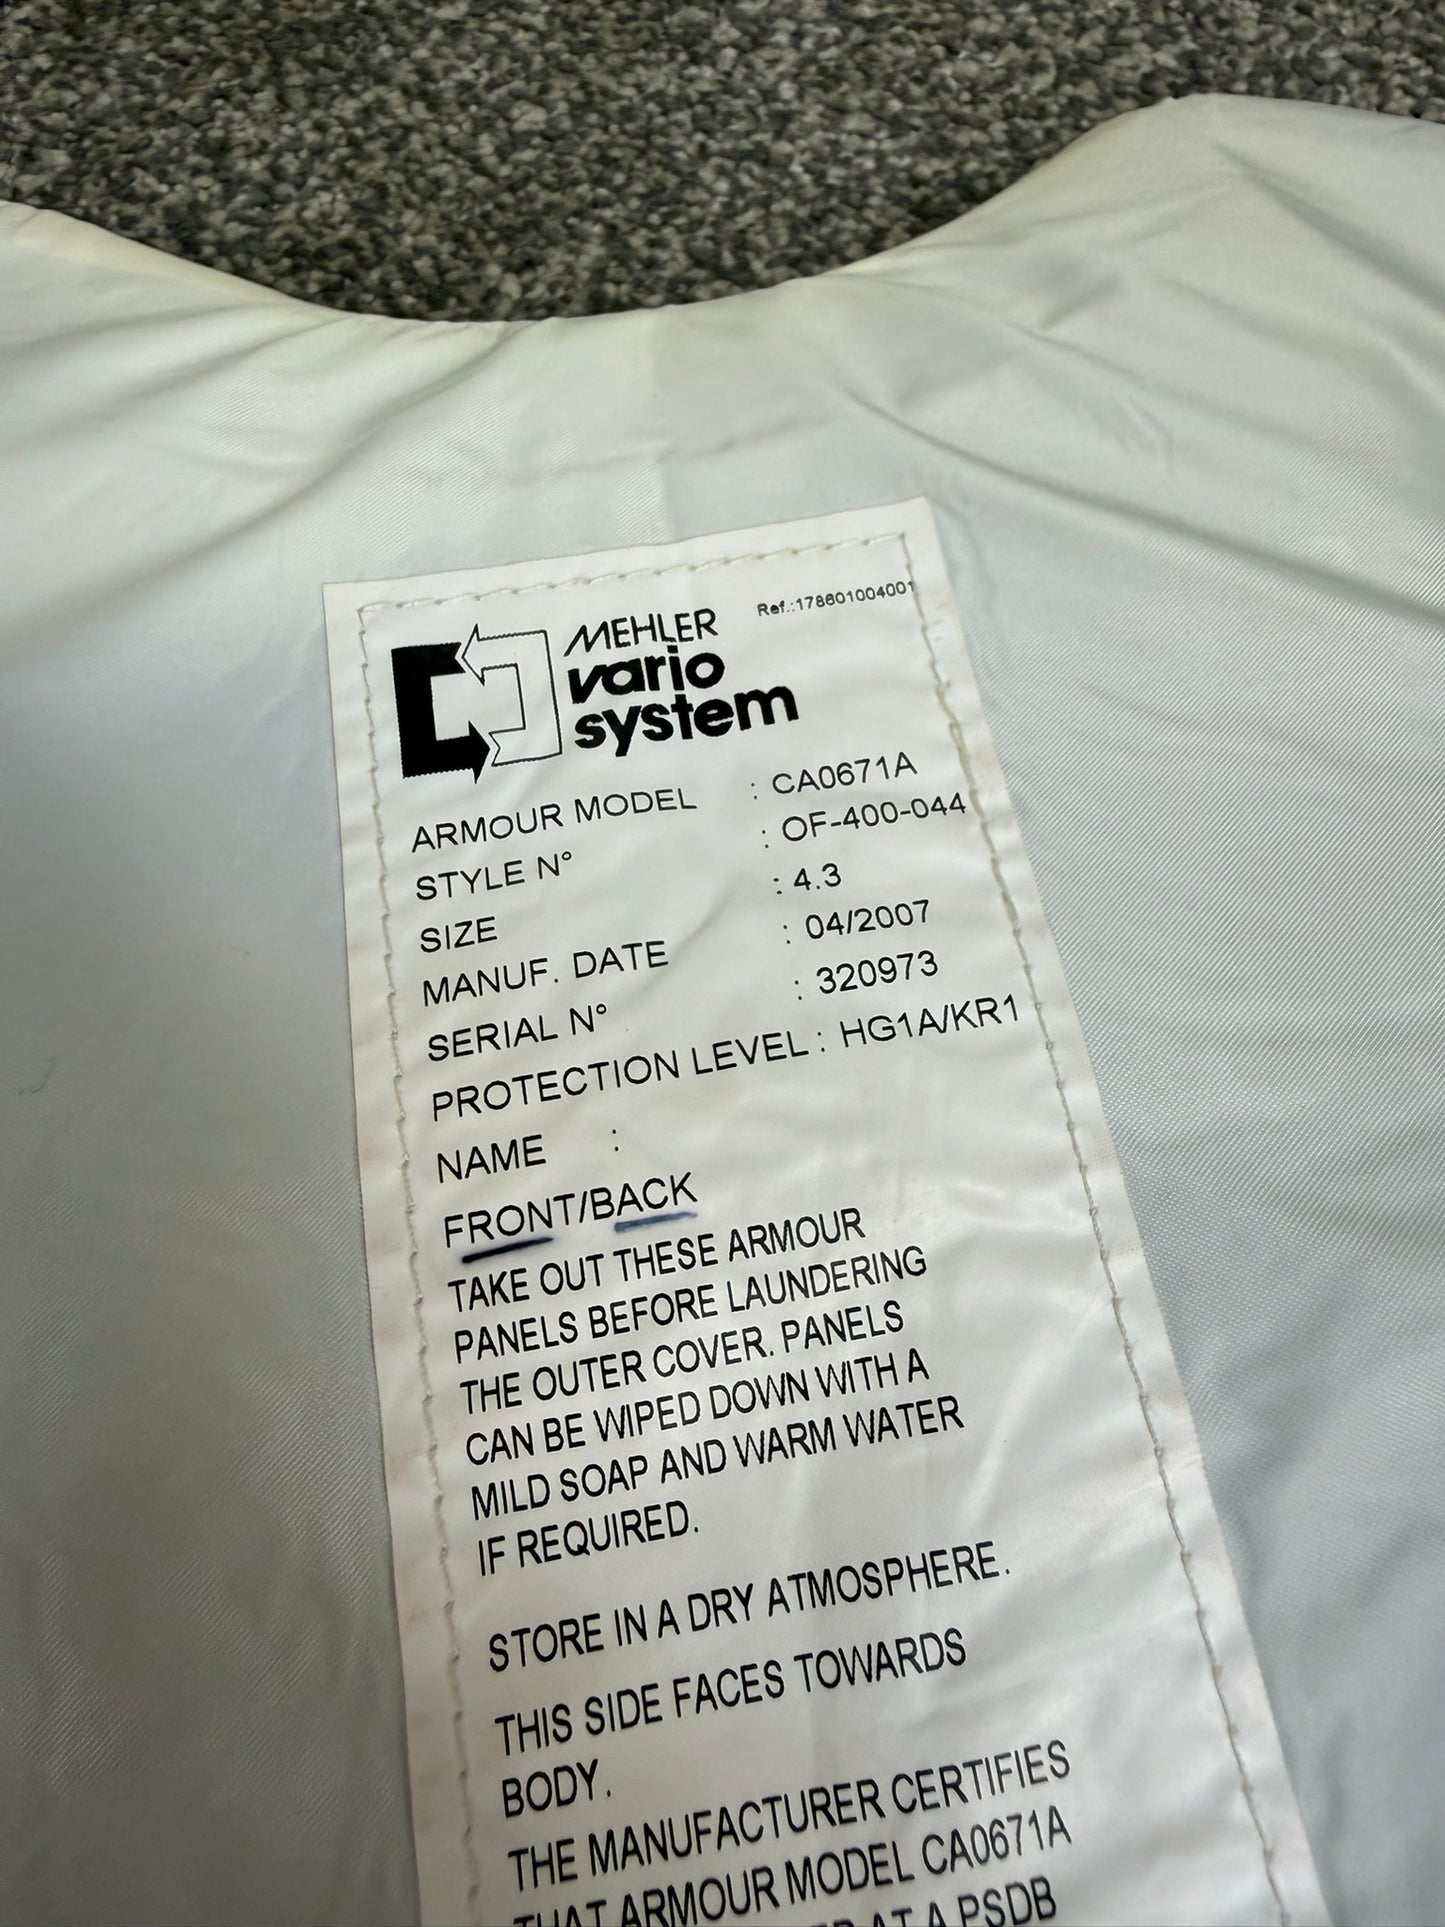 Ref.:178601004001
MEHLER
vario
system
ARMOUR MODEL : CA0671A
STYLE N° : OF-400-044
SIZE : 4.3
MANUF. DATE : 04/2007
SERIAL N° : 320973
PROTECTION LEVEL : HG1A/KR1
NAME :
FRONT/BACK
TAKE OUT THESE ARMOUR
PANELS BEFORE LAUNDERING
THE OUTER COVER. PANELS
CAN BE WIPED DOWN WITH A
MILD SOAP AND WARM WATER
IF REQUIRED.
STORE IN A DRY ATMOSPHERE.
THIS SIDE FACES TOWARDS
BODY.
THE MANUFACTURER CERTIFIES
THAT ARMOUR MODEL CA0671A
AT A PSDB